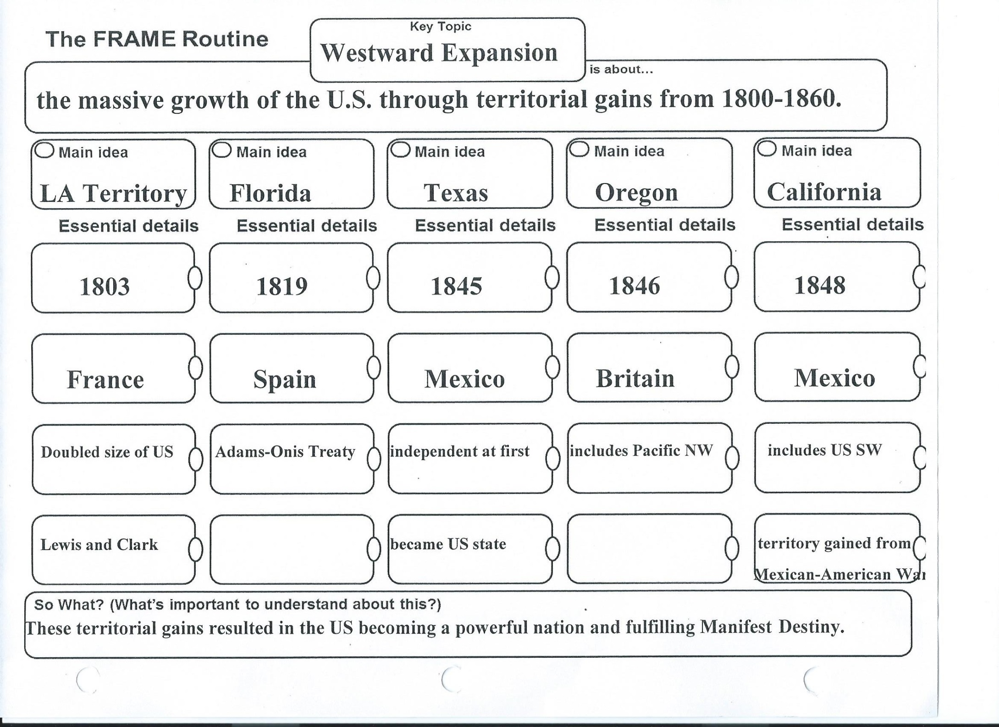 The FRAME Routine
Key Topic
Westward Expansion
is about...
the massive growth of the U.S. through territorial gains from 1800-1860.
Main idea
LA Territory
Main idea
Florida
Main idea
Texas
Main idea
Oregon
Main idea
California
Essential details
Essential details
Essential details
Essential details
Essential details
1803
1819
1845
1846
1848
France
Spain
Mexico
Britain
Mexico
Doubled size of US
Adams-Onis Treaty
independent at first
includes Pacific NW
includes US SW
Lewis and Clark
became US state
territory gained from
Mexican-American War
So What? (What's important to understand about this?)
These territorial gains resulted in the US becoming a powerful nation and fulfilling Manifest Destiny.